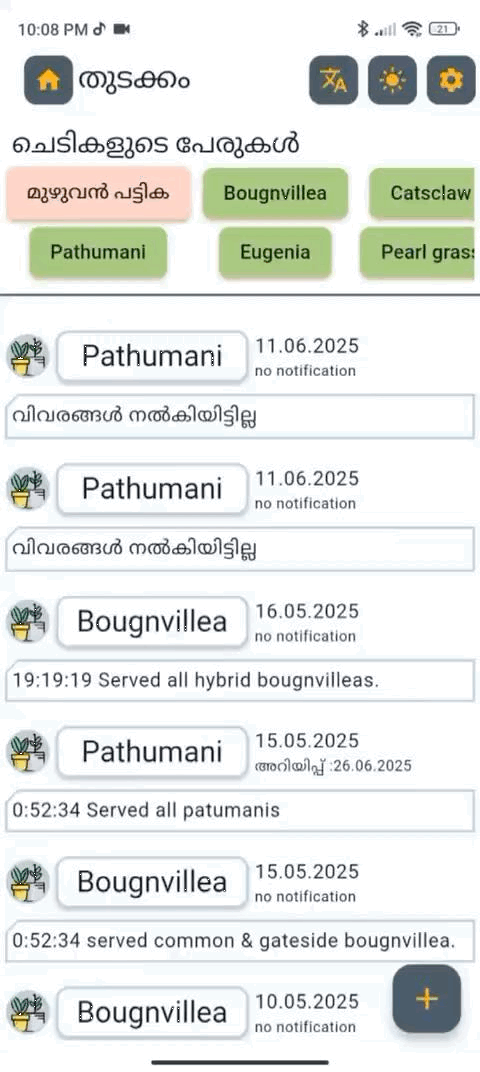 10:08 PM
21
തുടക്കം
ചെടികളുടെ പേരുകൾ
മുഴുവൻ പട്ടിക Bougnvillea Catsclaw
Pathumani Eugenia Pearl grass
Pathumani 11.06.2025
no notification
വിവരങ്ങൾ നൽകിയിട്ടില്ല
Pathumani 11.06.2025
no notification
വിവരങ്ങൾ നൽകിയിട്ടില്ല
Bougnvillea 16.05.2025
no notification
19:19:19 Served all hybrid bougnvilleas.
Pathumani 15.05.2025
അറിയിപ്പ് :26.06.2025
0:52:34 Served all patumanis
Bougnvillea 15.05.2025
no notification
0:52:34 served common & gateside bougnvillea.
Bougnvillea 10.05.2025
no notification